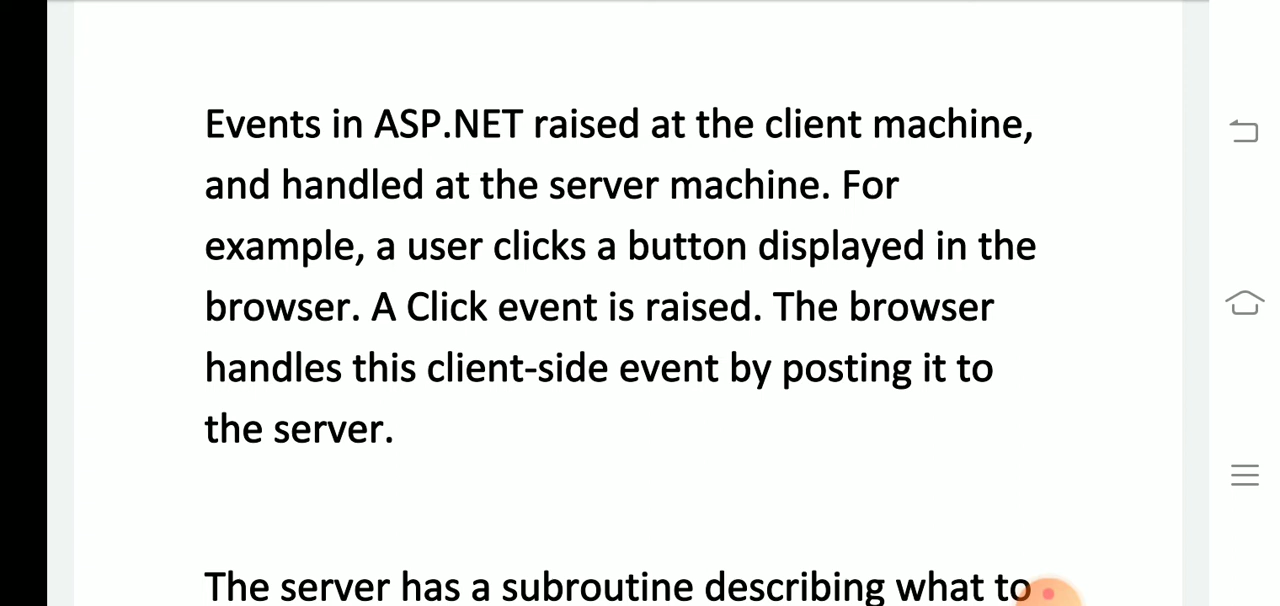 Events in ASP.NET raised at the client machine,
and handled at the server machine. For
example, a user clicks a button displayed in the
browser. A Click event is raised. The browser
handles this client-side event by posting it to
the server.
The server has a subroutine describing what to